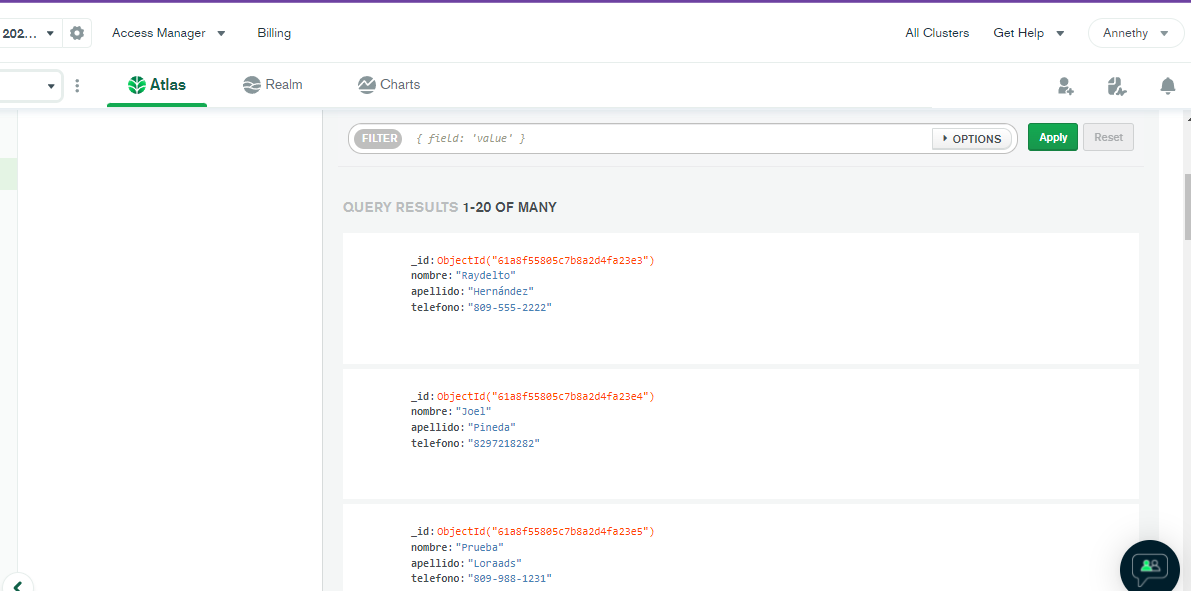 202... Access Manager Billing All Clusters Get Help Annethy
Atlas Realm Charts
FILTER { field: 'value' } OPTIONS Apply Reset
QUERY RESULTS 1-20 OF MANY
_id: ObjectId("61a8f55805c7b8a2d4fa23e3")
nombre: "Raydelto"
apellido: "Hernández"
telefono: "809-555-2222"
_id: ObjectId("61a8f55805c7b8a2d4fa23e4")
nombre: "Joel"
apellido: "Pineda"
telefono: "8297218282"
_id: ObjectId("61a8f55805c7b8a2d4fa23e5")
nombre: "Prueba"
apellido: "Loraads"
telefono: "809-988-1231"